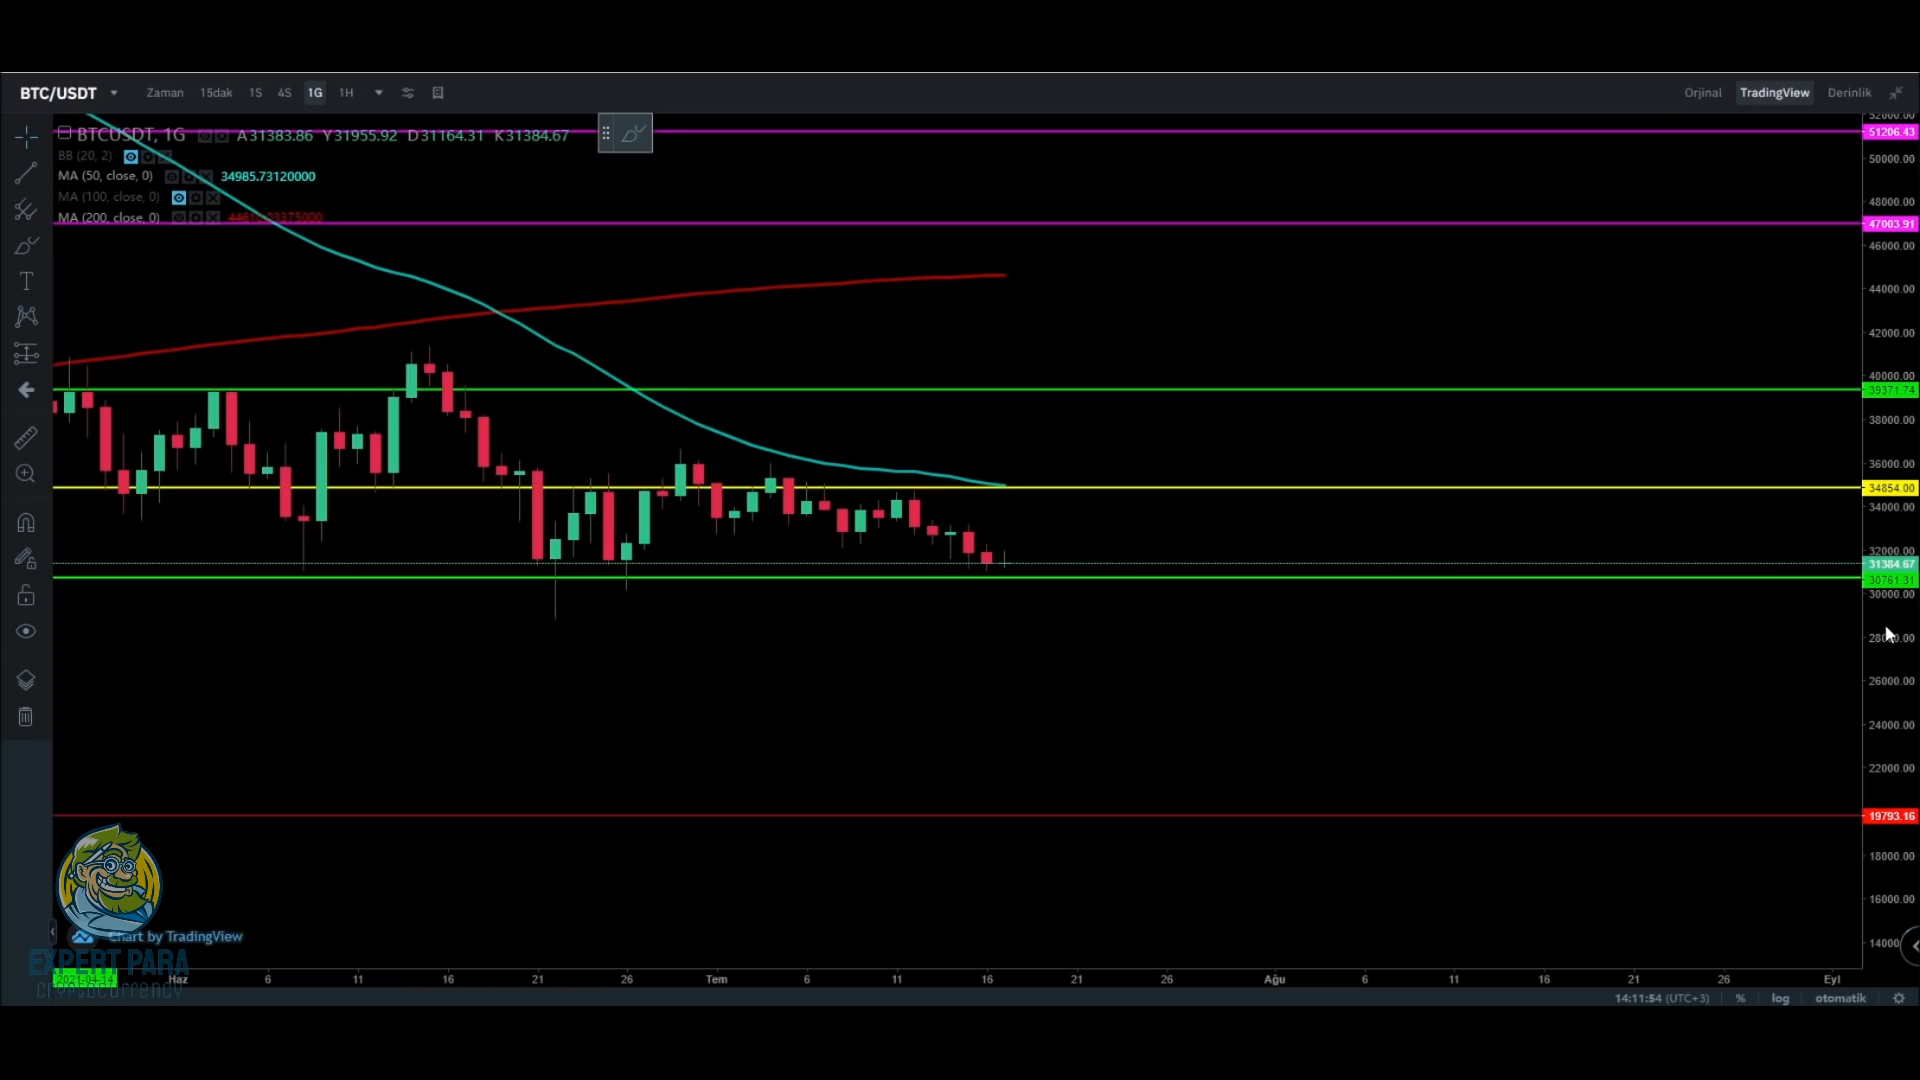 BTC/USDT Zaman 15dak 1S 4S 1G 1H Orjinal TradingView Derinlik
BTCUSDT, 1G A31383.86 Y31955.92 D31164.31 K31384.67
BB (20, 2)
MA (50, close, 0) 34985.73120000
MA (100, close, 0)
MA (200, close, 0)
52000.00
51206.43
50000.00
48000.00
47003.91
46000.00
44000.00
42000.00
40000.00
39371.74
38000.00
36000.00
34854.00
34000.00
32000.00
31384.67
30761.31
30000.00
26000.00
24000.00
22000.00
19793.16
18000.00
16000.00
14000
Chart by TradingView
EXPERT PARA
cryptocurrency
2021-04-14 Haz 6 11 16 21 26 Tem 6 11 16 21 26 Ağu 6 11 16 21 26 Eyl
14:11:54 (UTC+3) % log otomatik